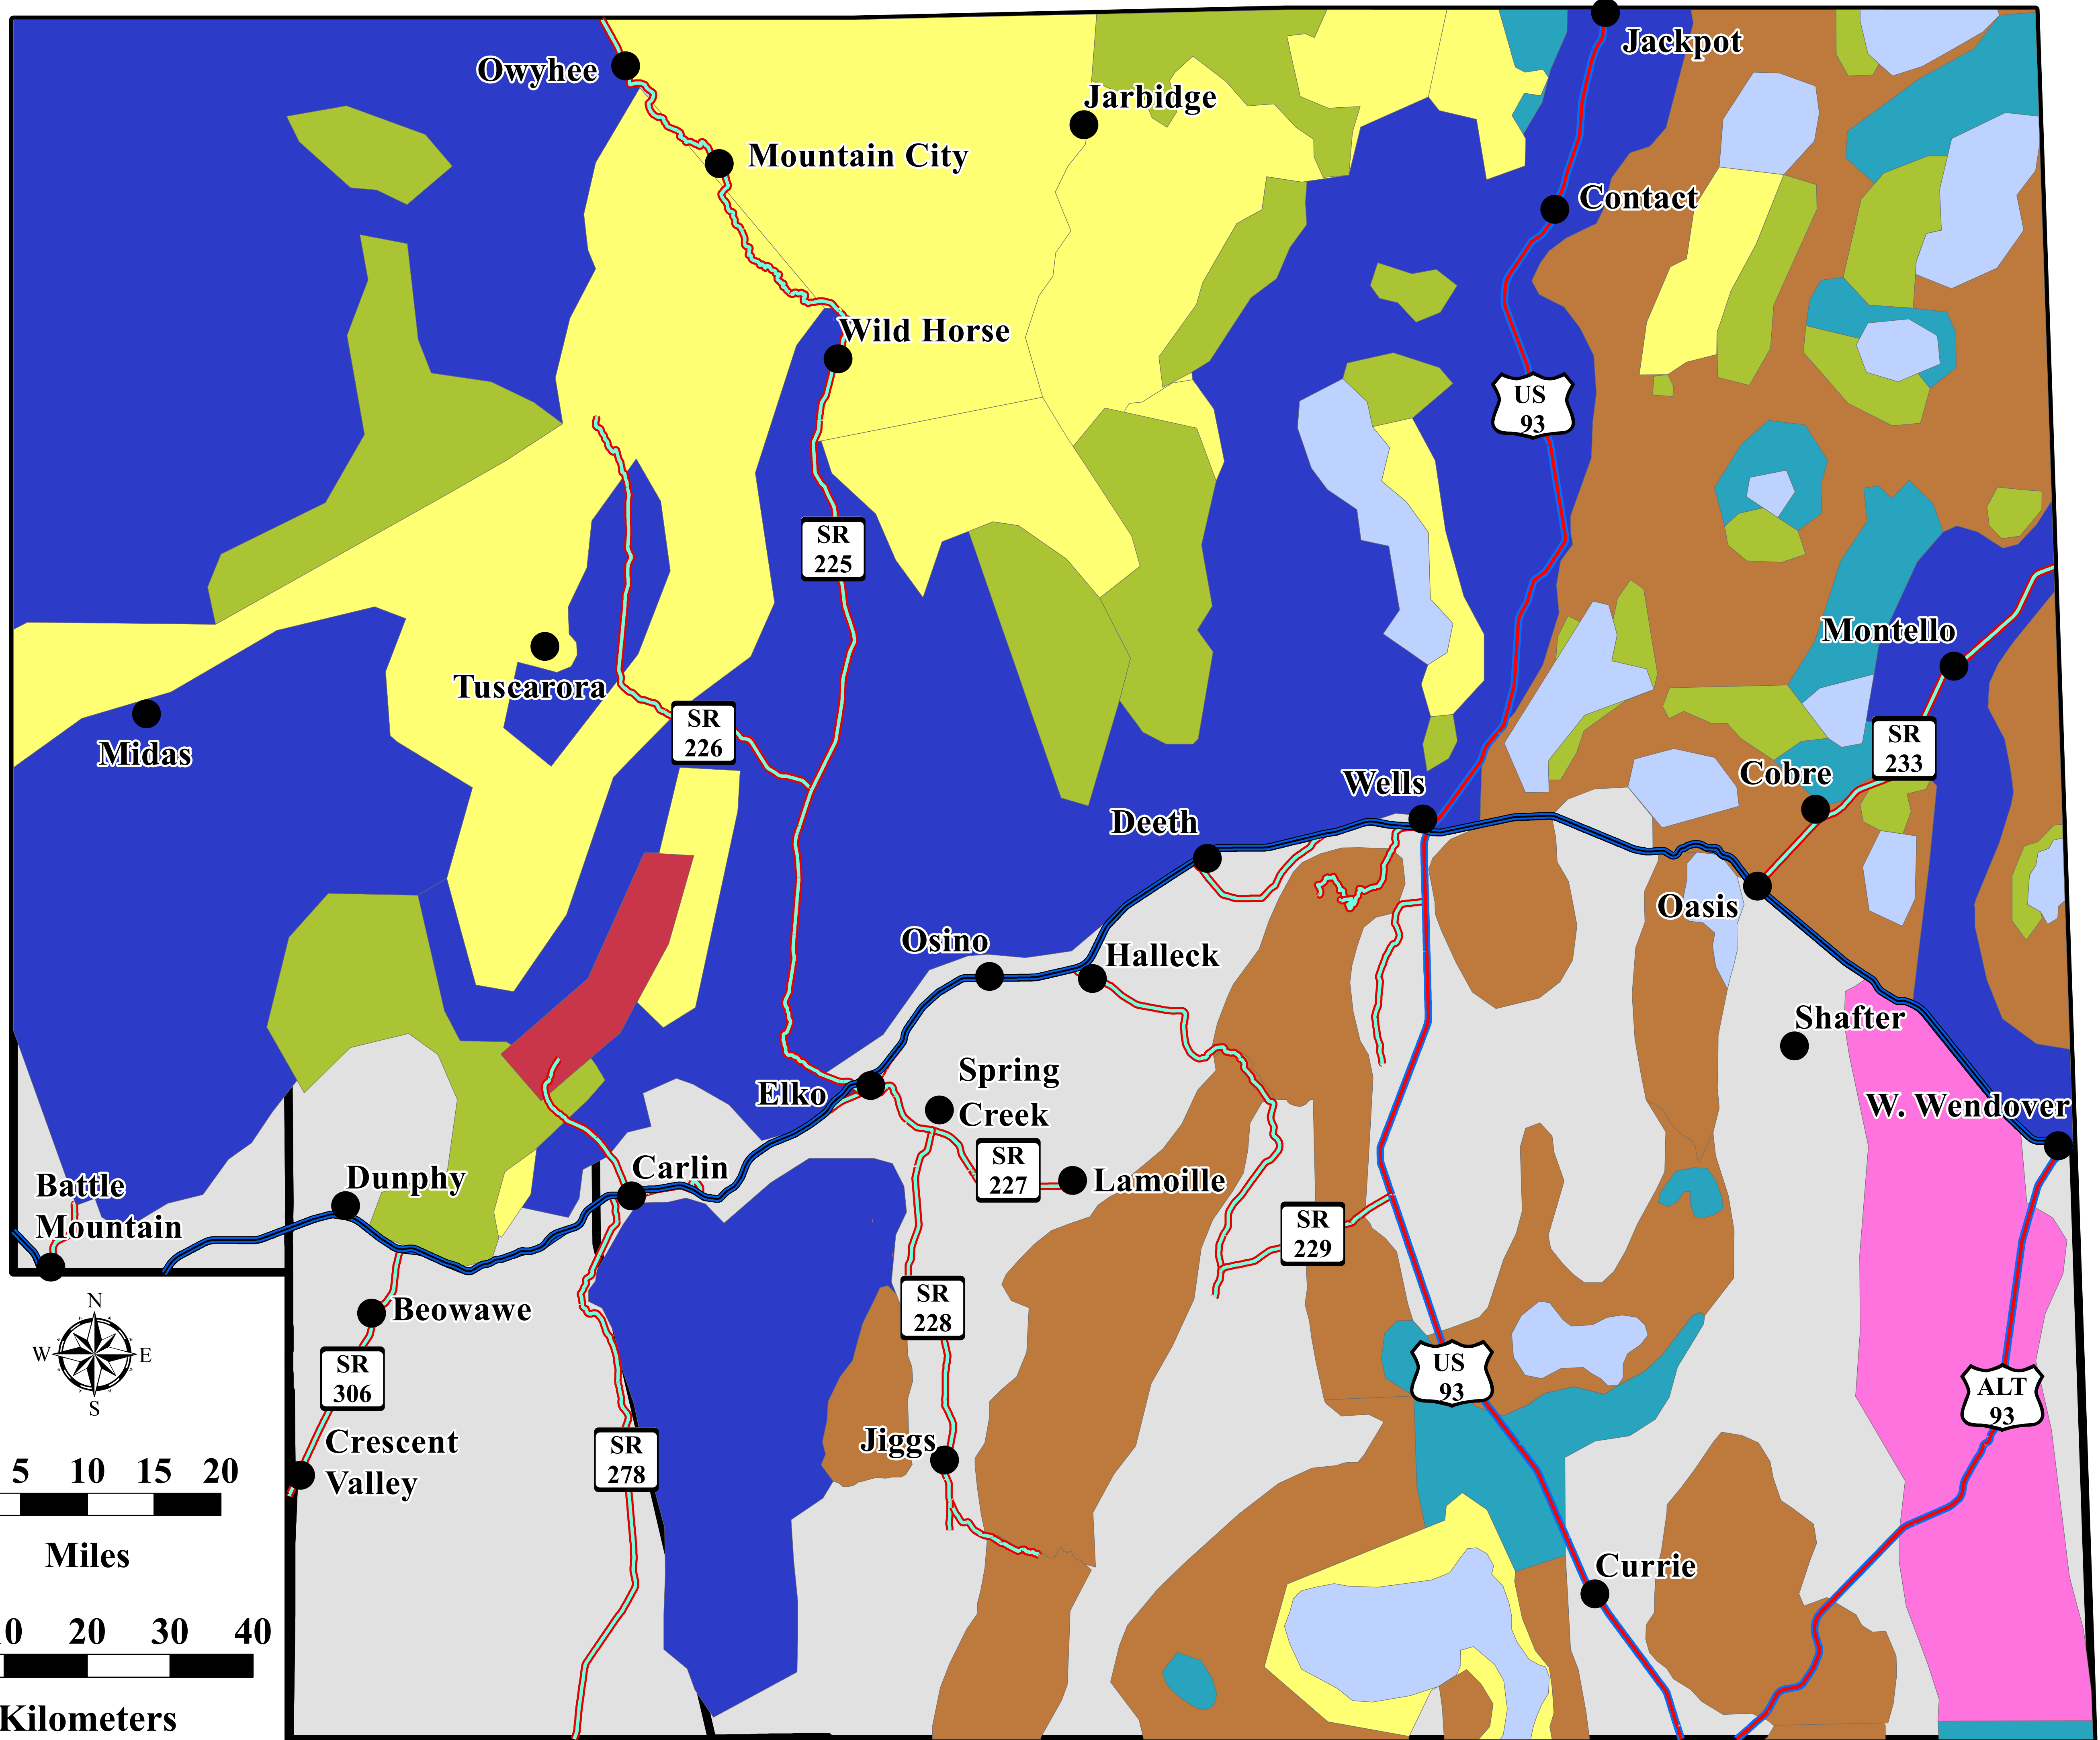 Jackpot
Owyhee
Jarbidge
Mountain City
Contact
Wild Horse
US
93
SR
225
Montello
Tuscarora
Midas
SR
226
SR
233
Wells
Cobre
Deeth
Oasis
Osino
Halleck
Shafter
Elko
Spring
Creek
W. Wendover
Carlin
SR
227
Lamoille
Dunphy
Battle
Mountain
SR
229
N
W
E
S
Beowawe
SR
228
SR
306
US
93
ALT
93
Crescent
Valley
Jiggs
SR
278
5 10 15 20
Miles
Currie
20 30 40
Kilometers